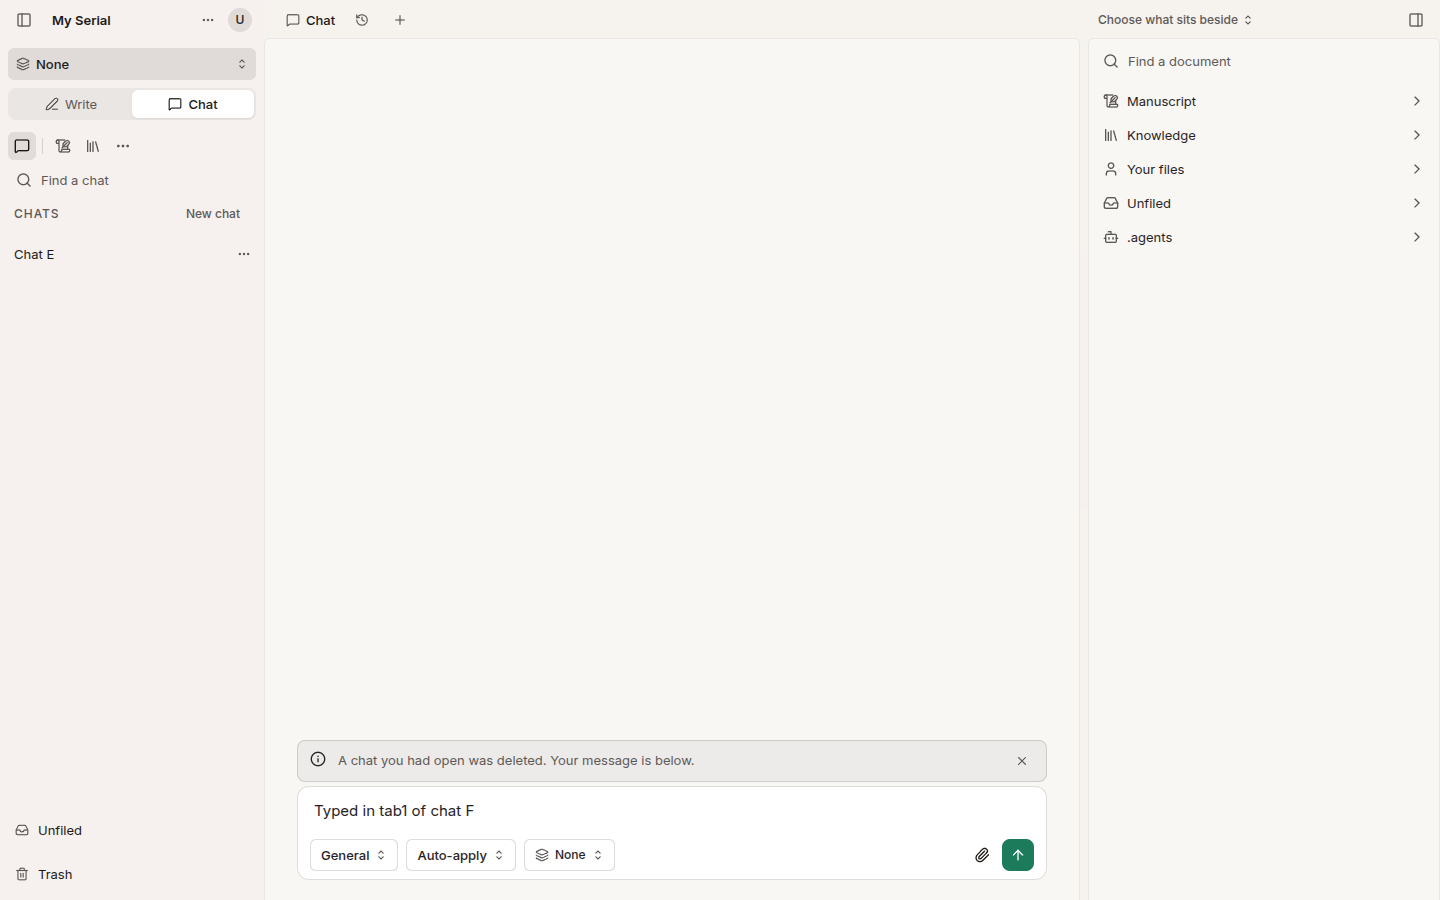 My Serial
U
None
Write
Chat
Find a chat
CHATS
New chat
Chat E
Unfiled
Trash
Chat
A chat you had open was deleted. Your message is below.
Typed in tab1 of chat F
General
Auto-apply
None
Choose what sits beside
Find a document
Manuscript
Knowledge
Your files
Unfiled
.agents